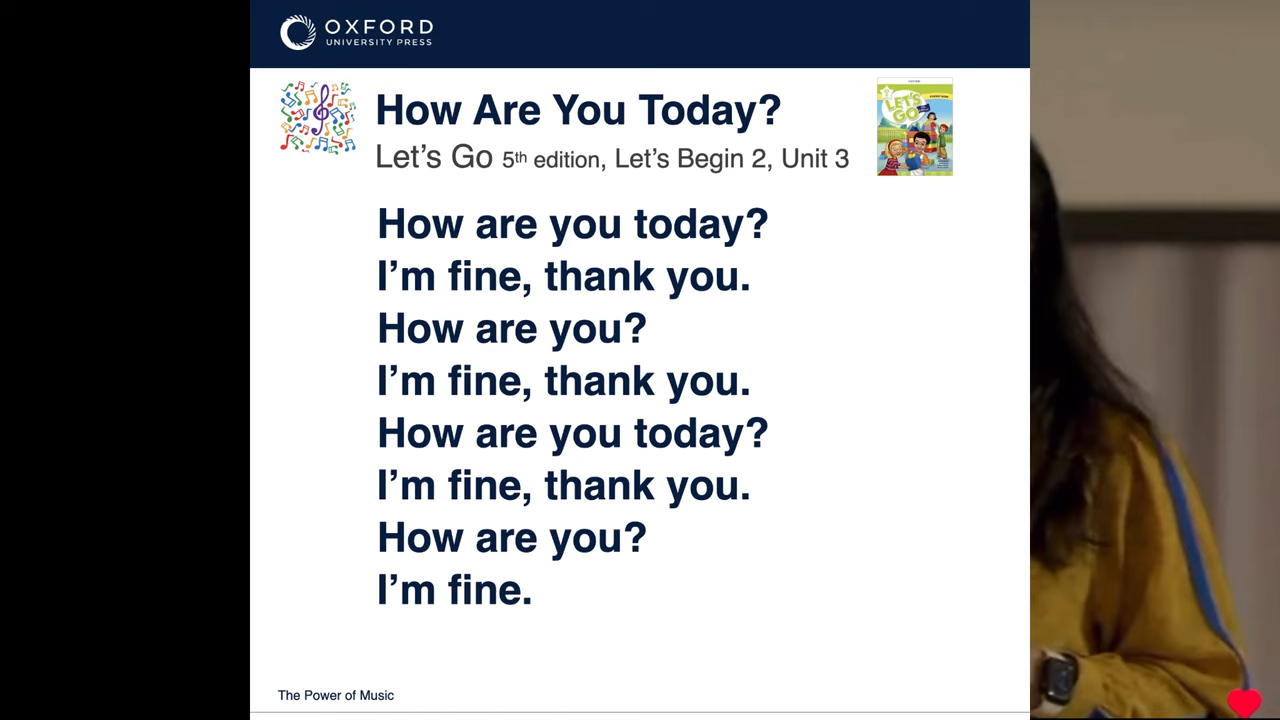 OXFORD
UNIVERSITY PRESS
How Are You Today?
Let's Go 5th edition, Let's Begin 2, Unit 3
LET'S
GO
How are you today?
I'm fine, thank you.
How are you?
I'm fine, thank you.
How are you today?
I'm fine, thank you.
How are you?
I'm fine.
The Power of Music